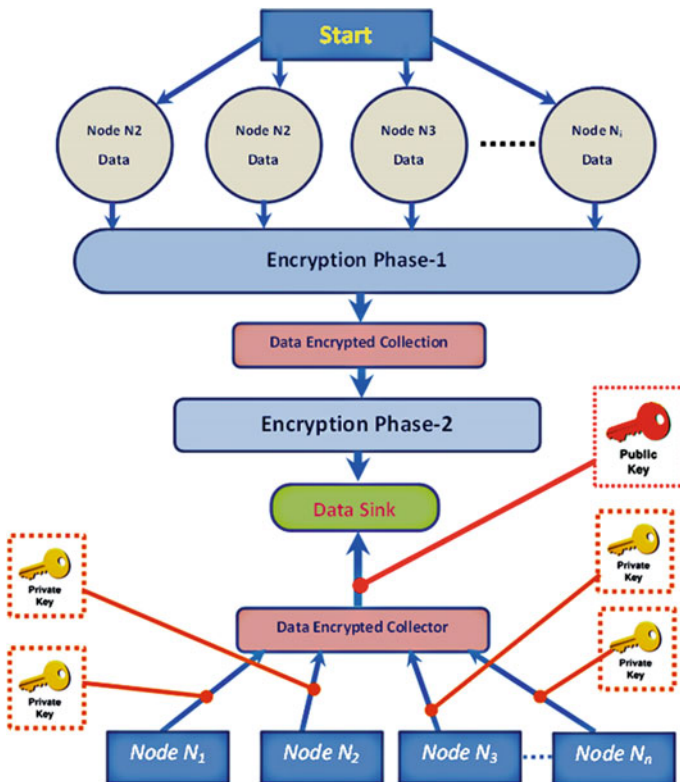 Start
Node N2
Data
Node N2
Data
Node N3
Data
Node Nᵢ
Data
Encryption Phase-1
Data Encrypted Collection
Encryption Phase-2
Public
Key
Data Sink
Private
Key
Private
Key
Data Encrypted Collector
Private
Key
Private
Key
Node N₁
Node N₂
Node N₃
Node Nₙ